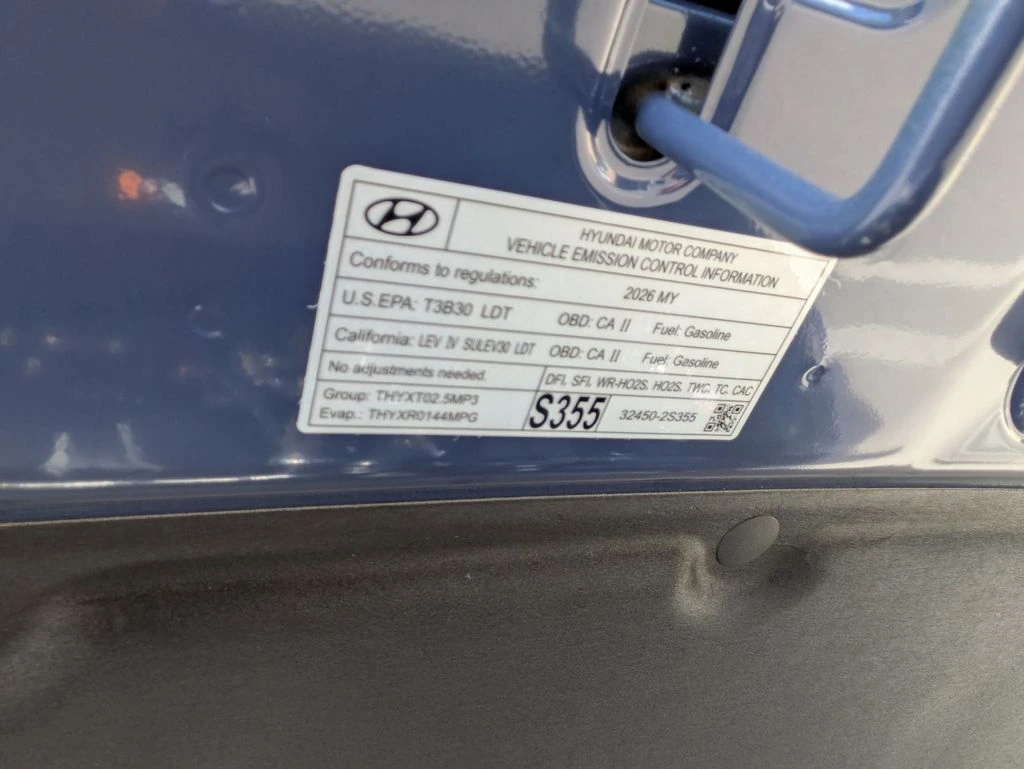 HYUNDAI MOTOR COMPANY
VEHICLE EMISSION CONTROL INFORMATION
Conforms to regulations: 2026 MY
U.S.EPA: T3B30 LDT OBD: CA II Fuel: Gasoline
California: LEV IV SULEV30 LDT OBD: CA II Fuel: Gasoline
No adjustments needed. DFI, SFI, WR-HO2S, HO2S, TWC, TC, CAC
Group: THYXT02.5MP3
Evap.: THYXR0144MPG
S355 32450-2S355